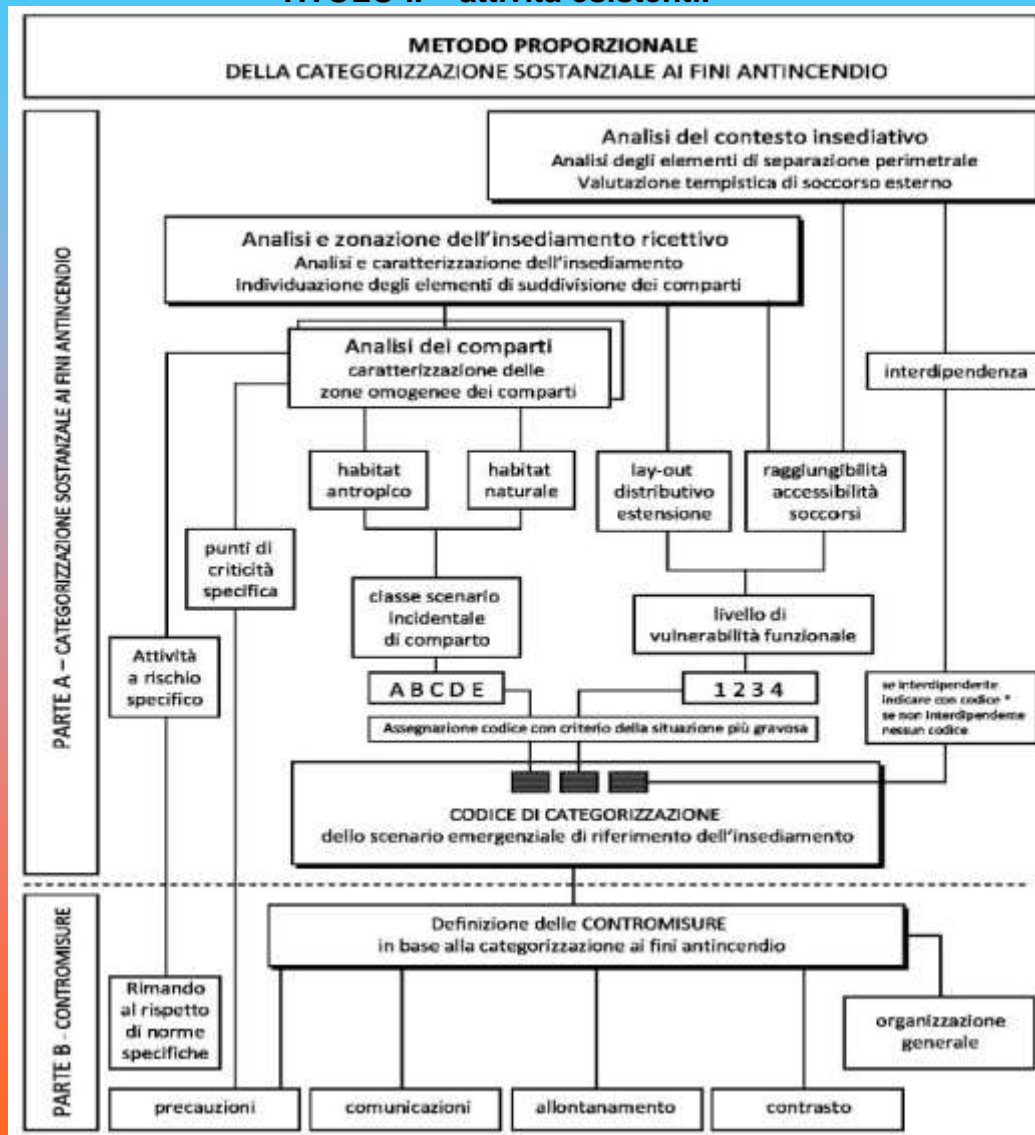 METODO PROPORZIONALE
DELLA CATEGORIZZAZIONE SOSTANZIALE AI FINI ANTINCENDIO
PARTE A – CATEGORIZZAZIONE SOSTANZALE AI FINI ANTINCENDIO
Analisi del contesto insediativo
Analisi degli elementi di separazione perimetrale
Valutazione tempistica di soccorso esterno
Analisi e zonazione dell'insediamento ricettivo
Analisi e caratterizzazione dell'insediamento
Individuazione degli elementi di suddivisione dei comparti
Analisi dei comparti
caratterizzazione delle
zone omogenee dei comparti
interdipendenza
habitat
antropico
habitat
naturale
lay-out
distributivo
estensione
raggiungibilità
accessibilità
soccorsi
punti di
criticità
specifica
classe scenario
incidentale
di comparto
livello di
vulnerabilità funzionale
Attività
a rischio
specifico
A B C D E
1 2 3 4
se interdipendente
indicare con codice *
se non interdipendente
nessun codice
Assegnazione codice con criterio della situazione più gravosa
CODICE DI CATEGORIZZAZIONE
dello scenario emergenziale di riferimento dell'insediamento
PARTE B - CONTROMISURE
Definizione delle CONTROMISURE
in base alla categorizzazione ai fini antincendio
Rimando
al rispetto
di norme
specifiche
organizzazione
generale
precauzioni
comunicazioni
allontanamento
contrasto